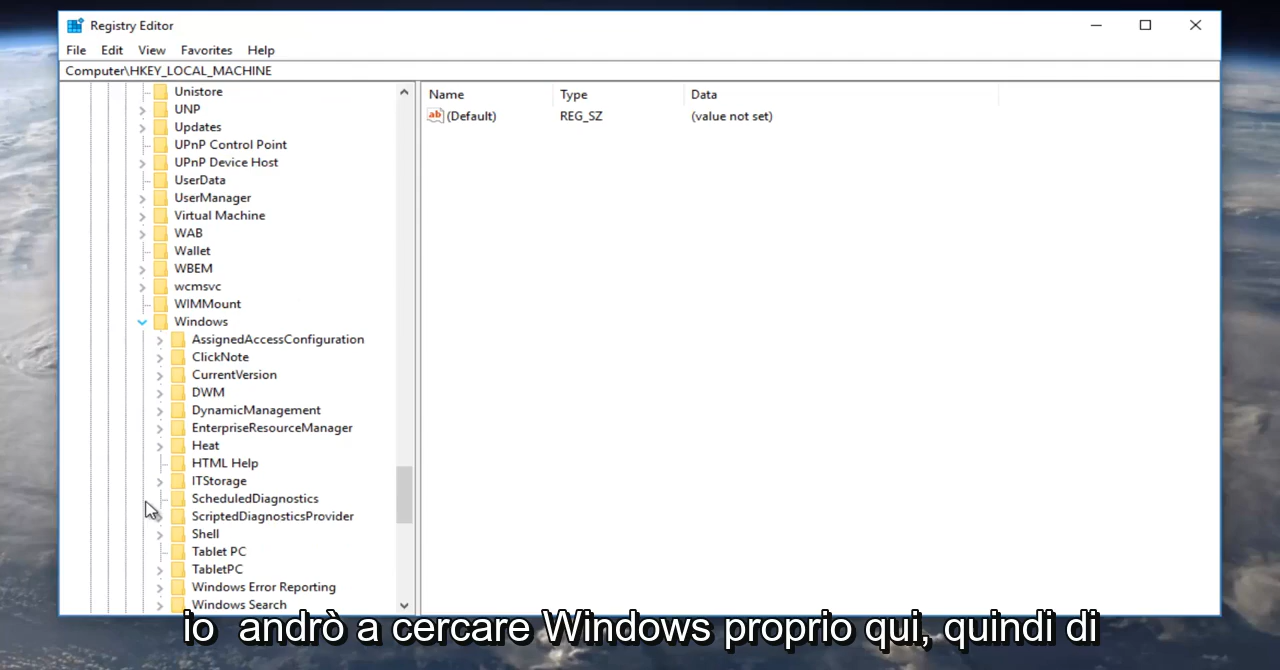 Registry Editor
File Edit View Favorites Help
Computer\HKEY_LOCAL_MACHINE
Unistore
UNP
Updates
UPnP Control Point
UPnP Device Host
UserData
UserManager
Virtual Machine
WAB
Wallet
WBEM
wcmsvc
WIMMount
Windows
AssignedAccessConfiguration
ClickNote
CurrentVersion
DWM
DynamicManagement
EnterpriseResourceManager
Heat
HTML Help
ITStorage
ScheduledDiagnostics
ScriptedDiagnosticsProvider
Shell
Tablet PC
TabletPC
Windows Error Reporting
Windows Search
Name Type Data
ab (Default) REG_SZ (value not set)
io andrò a cercare Windows proprio qui, quindi di